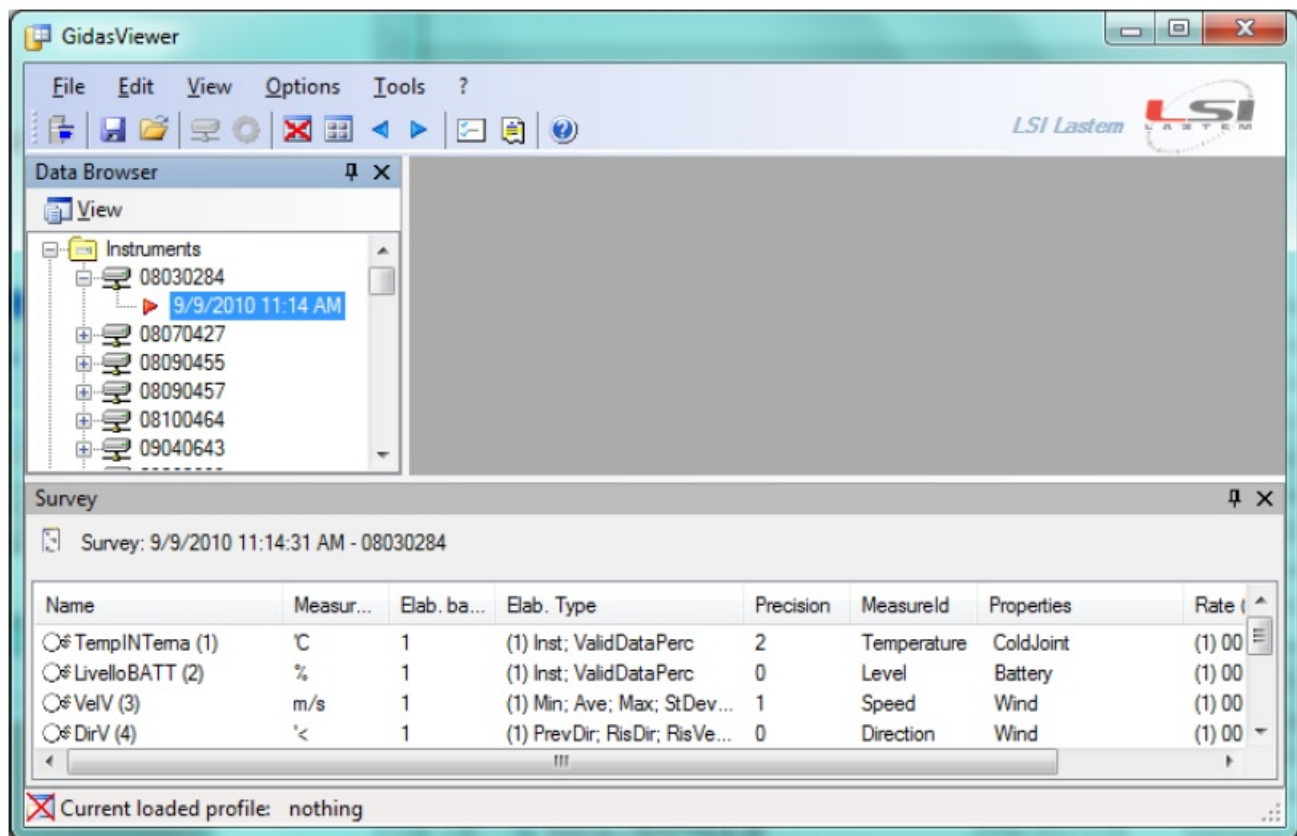 GidasViewer
File Edit View Options Tools ?
LSI Lastem LSI LASTEM
Data Browser
View
Instruments
08030284
9/9/2010 11:14 AM
08070427
08090455
08090457
08100464
09040643
Survey
Survey: 9/9/2010 11:14:31 AM - 08030284
Name Measur... Elab. ba... Elab. Type Precision MeasureId Properties Rate (
TempINTerna (1) °C 1 (1) Inst; ValidDataPerc 2 Temperature ColdJoint (1) 00
LivelloBATT (2) % 1 (1) Inst; ValidDataPerc 0 Level Battery (1) 00
VelV (3) m/s 1 (1) Min; Ave; Max; StDev... 1 Speed Wind (1) 00
DirV (4) °< 1 (1) PrevDir; RisDir; RisVe... 0 Direction Wind (1) 00
Current loaded profile: nothing